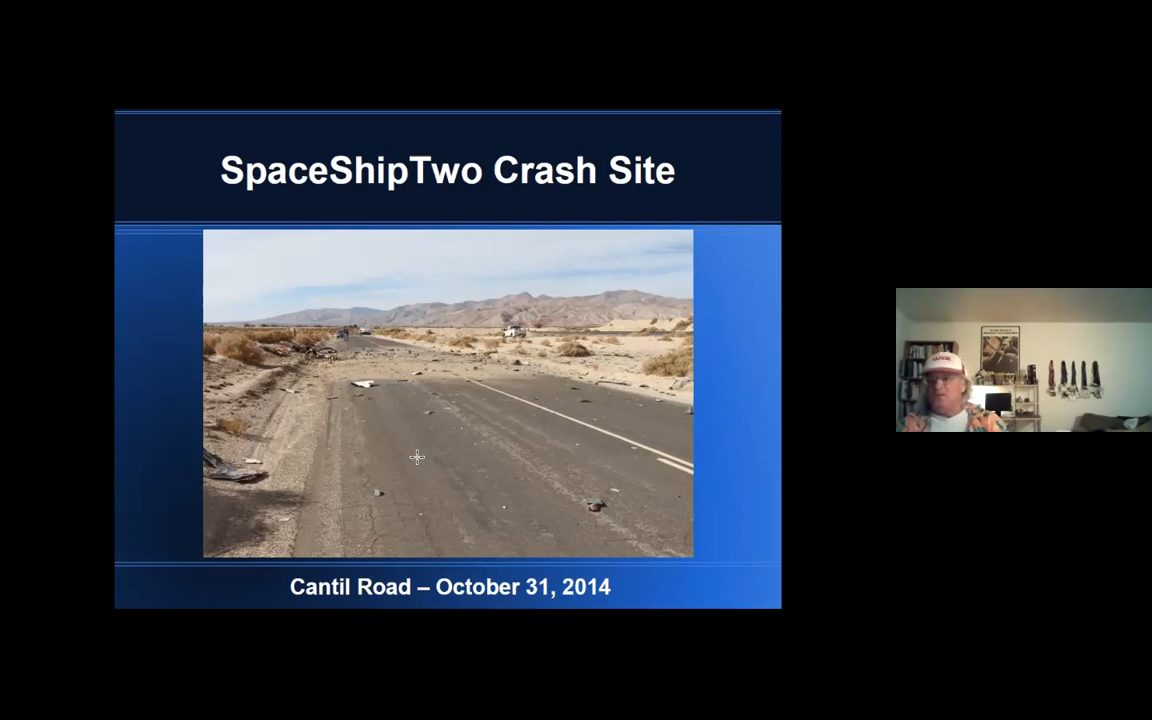 SpaceShipTwo Crash Site
Cantil Road – October 31, 2014